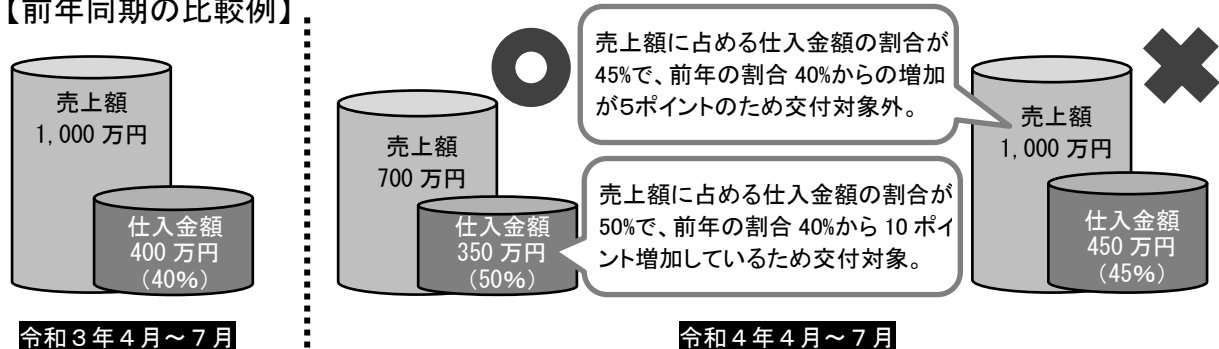 【前年同期の比較例】
売上額
1,000 万円
仕入金額
400 万円
（40%）
令和３年４月～７月
売上額
700 万円
仕入金額
350 万円
（50%）
売上額に占める仕入金額の割合が
45%で、前年の割合 40%からの増加
が５ポイントのため交付対象外。
売上額に占める仕入金額の割合が
50%で、前年の割合 40%から 10 ポイ
ント増加しているため交付対象。
売上額
1,000 万円
仕入金額
450 万円
（45%）
令和４年４月～７月